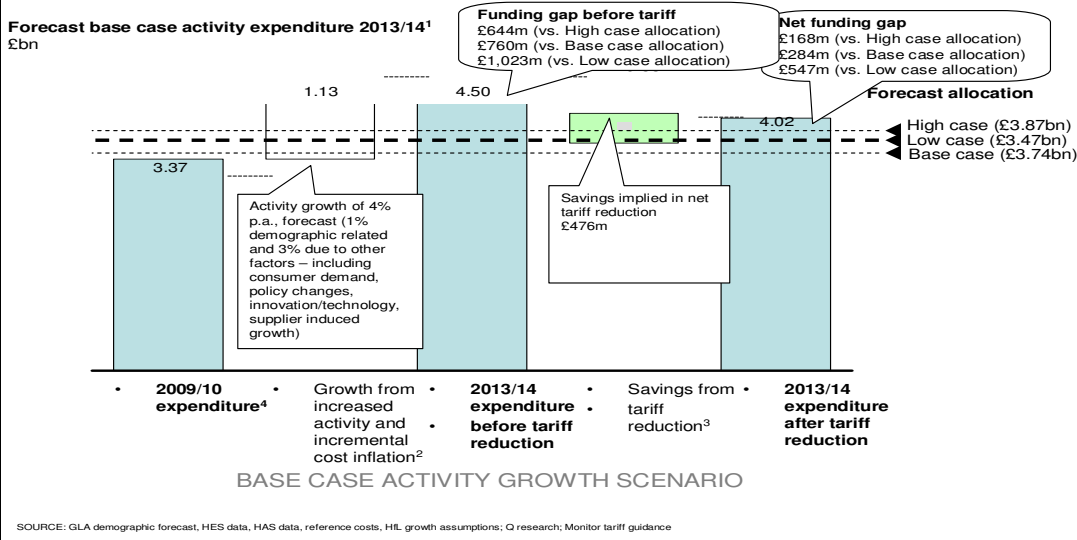 Forecast base case activity expenditure 2013/14¹
£bn
Funding gap before tariff
£644m (vs. High case allocation)
£760m (vs. Base case allocation)
£1,023m (vs. Low case allocation)
Net funding gap
£168m (vs. High case allocation)
£284m (vs. Base case allocation)
£547m (vs. Low case allocation)
Forecast allocation
1.13
4.50
4.02
High case (£3.87bn)
Low case (£3.47bn)
Base case (£3.74bn)
3.37
Activity growth of 4%
p.a., forecast (1%
demographic related
and 3% due to other
factors – including
consumer demand,
policy changes,
innovation/technology,
supplier induced
growth)
Savings implied in net
tariff reduction
£476m
• 2009/10
expenditure⁴
• Growth from
increased
activity and
incremental
cost inflation²
• 2013/14
expenditure
• before tariff
reduction
• Savings from
• tariff
reduction³
• 2013/14
expenditure
after tariff
reduction
BASE CASE ACTIVITY GROWTH SCENARIO
SOURCE: GLA demographic forecast, HES data, HAS data, reference costs, HfL growth assumptions; Q research; Monitor tariff guidance